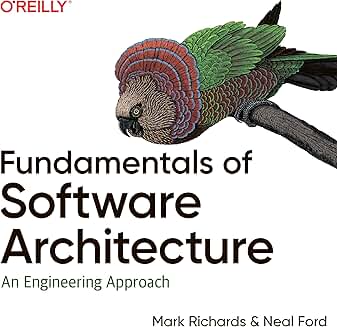 O'REILLY®
Fundamentals of
Software
Architecture
An Engineering Approach
Mark Richards & Neal Ford